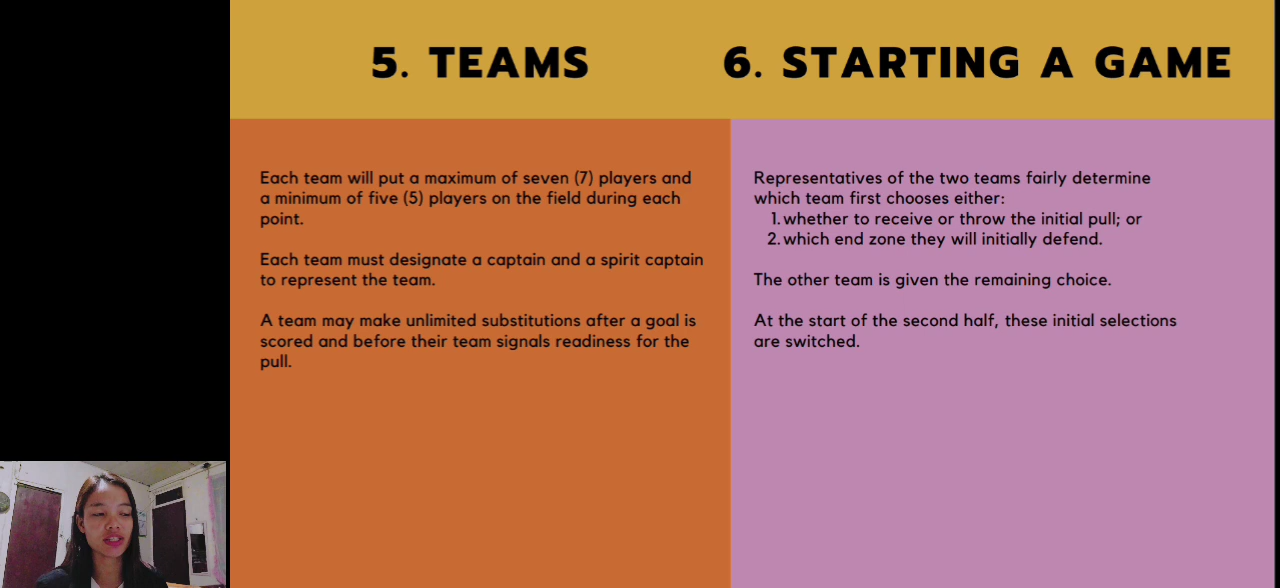 5. TEAMS
Each team will put a maximum of seven (7) players and
a minimum of five (5) players on the field during each
point.
Each team must designate a captain and a spirit captain
to represent the team.
A team may make unlimited substitutions after a goal is
scored and before their team signals readiness for the
pull.
6. STARTING A GAME
Representatives of the two teams fairly determine
which team first chooses either:
1. whether to receive or throw the initial pull; or
2. which end zone they will initially defend.
The other team is given the remaining choice.
At the start of the second half, these initial selections
are switched.